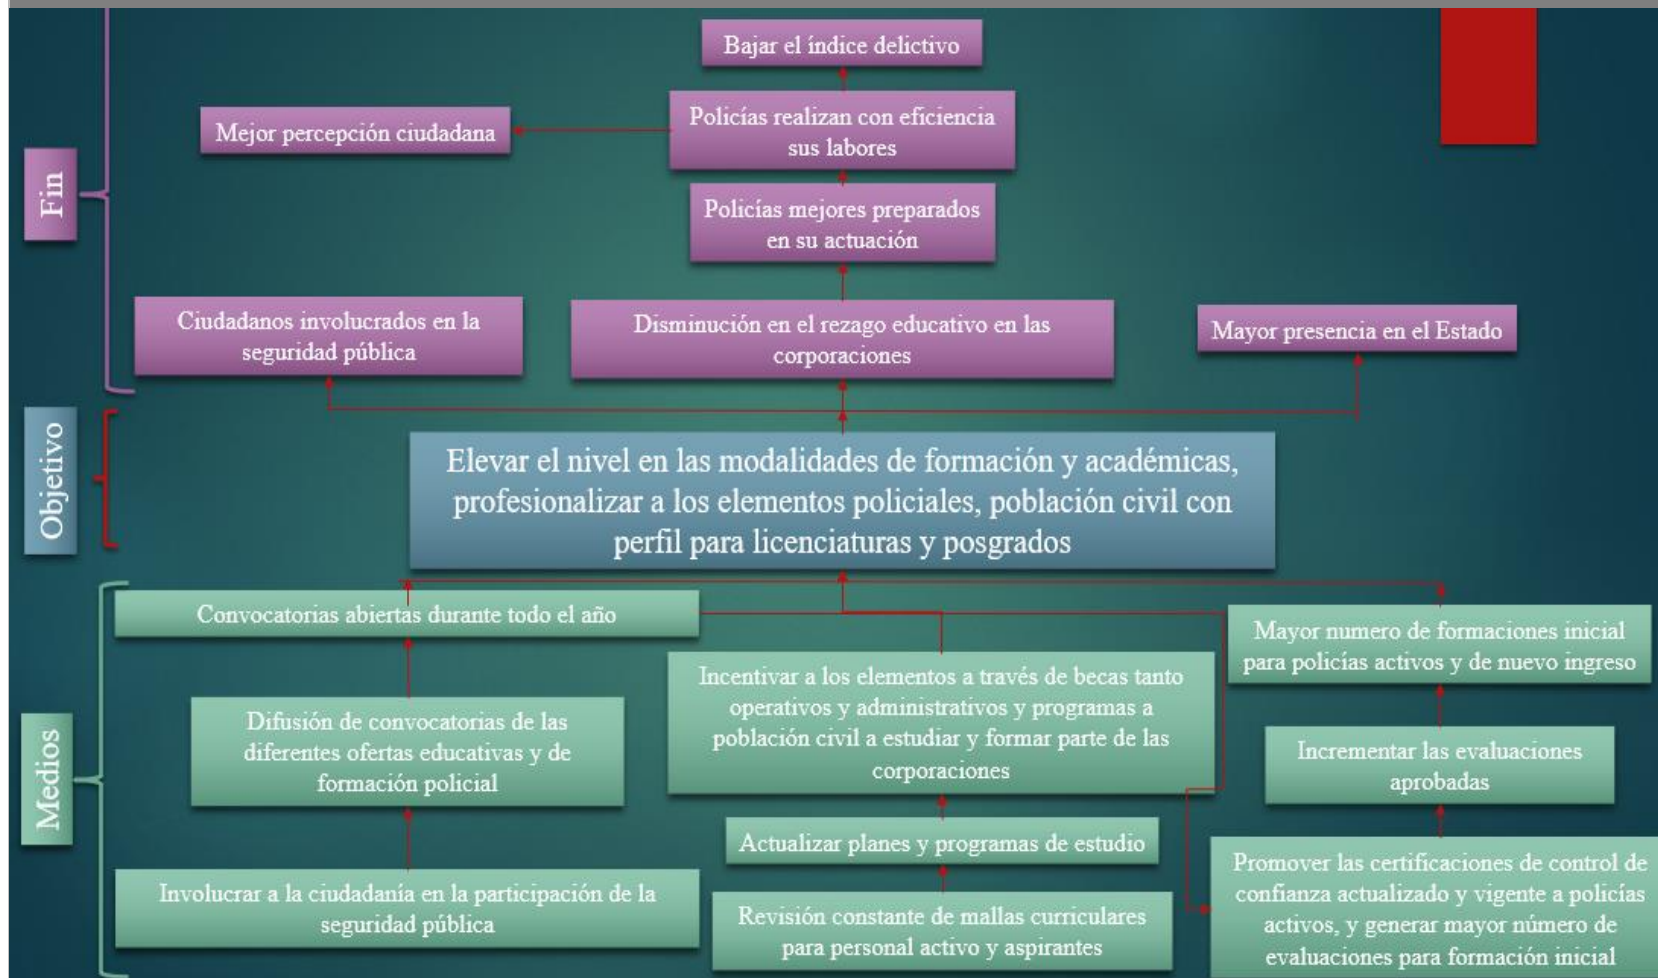 Bajar el índice delictivo
Policías realizan con eficiencia
sus labores
Mejor percepción ciudadana
Fin
Policías mejores preparados
en su actuación
Ciudadanos involucrados en la
seguridad pública
Disminución en el rezago educativo en las
corporaciones
Mayor presencia en el Estado
Objetivo
Elevar el nivel en las modalidades de formación y académicas,
profesionalizar a los elementos policiales, población civil con
perfil para licenciaturas y posgrados
Medios
Convocatorias abiertas durante todo el año
Difusión de convocatorias de las
diferentes ofertas educativas y de
formación policial
Involucrar a la ciudadanía en la participación de la
seguridad pública
Incentivar a los elementos a través de becas tanto
operativos y administrativos y programas a
población civil a estudiar y formar parte de las
corporaciones
Actualizar planes y programas de estudio
Revisión constante de mallas curriculares
para personal activo y aspirantes
Mayor numero de formaciones inicial
para policías activos y de nuevo ingreso
Incrementar las evaluaciones
aprobadas
Promover las certificaciones de control de
confianza actualizado y vigente a policías
activos, y generar mayor número de
evaluaciones para formación inicial